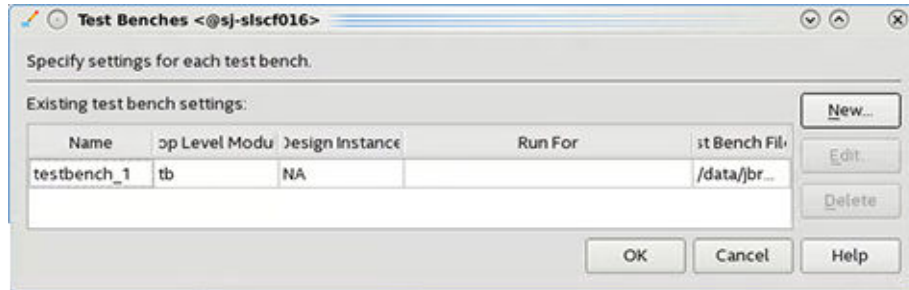 Test Benches <@sj-slscf016>
Specify settings for each test bench.
Existing test bench settings:
New...
Name op Level Modu Design Instance Run For st Bench File
Edit...
testbench_1 tb NA /data/jbr...
Delete
OK Cancel Help